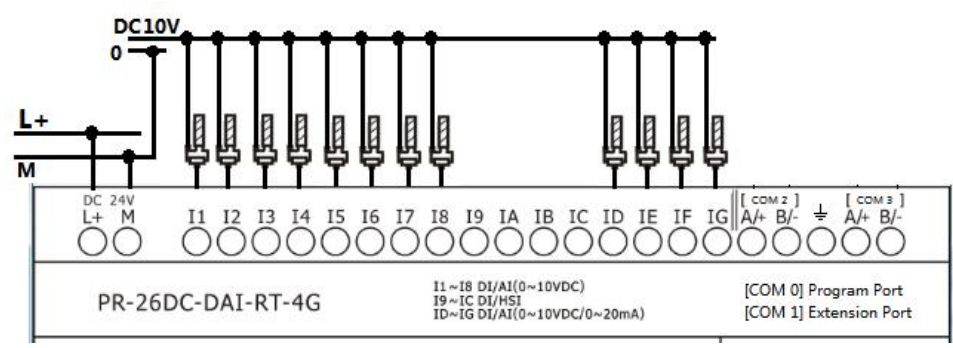 DC10V
0
L+
M
DC 24V
[ COM 2 ] [ COM 3 ]
L+ M I1 I2 I3 I4 I5 I6 I7 I8 I9 IA IB IC ID IE IF IG A/+ B/- A/+ B/-
PR-26DC-DAI-RT-4G
I1~I8 DI/AI(0~10VDC)
I9~IC DI/HSI
ID~IG DI/AI(0~10VDC/0~20mA)
[COM 0] Program Port
[COM 1] Extension Port